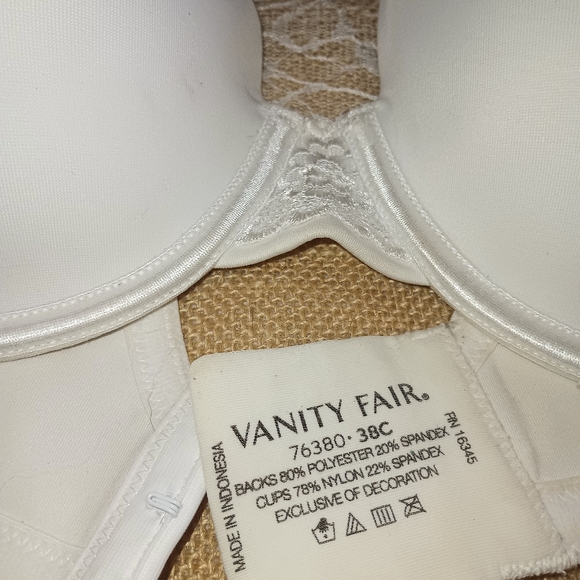 VANITY FAIR®
76380 · 38C
BACKS 80% POLYESTER 20% SPANDEX
CUPS 78% NYLON 22% SPANDEX
EXCLUSIVE OF DECORATION
MADE IN INDONESIA
RN 16345